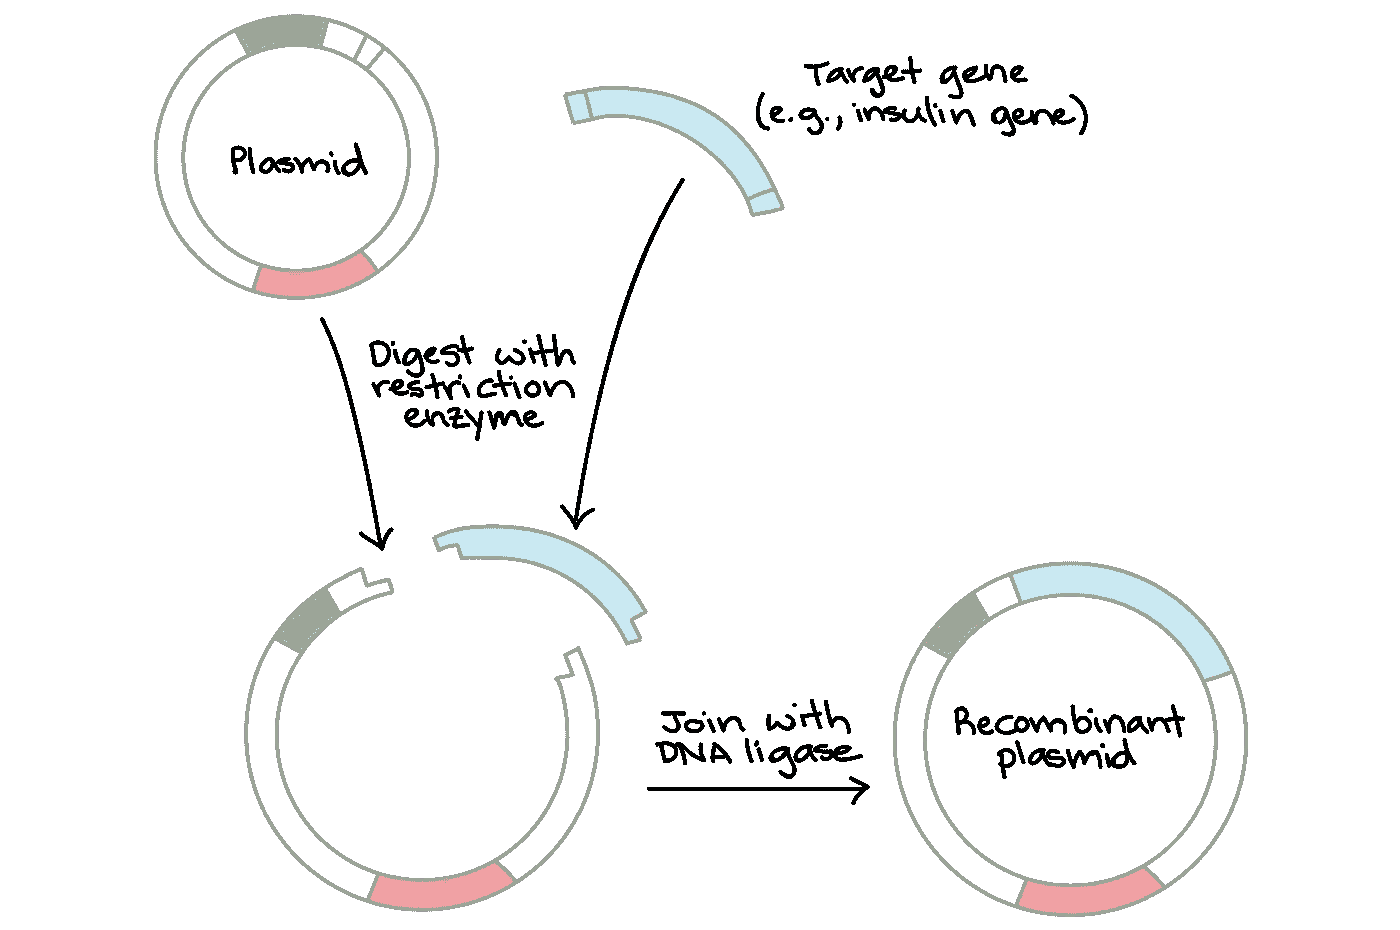 Plasmid
Target gene
(e.g., insulin gene)
Digest with
restriction
enzyme
Join with
DNA ligase
Recombinant
plasmid